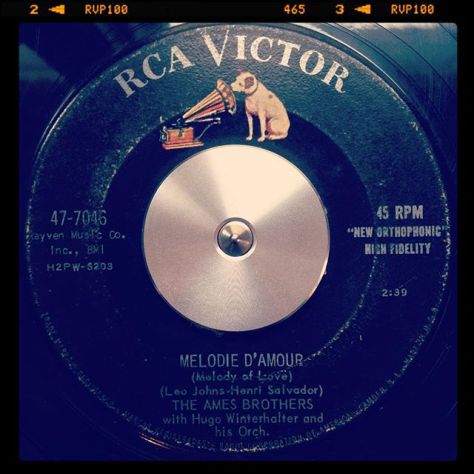 2 RVP100 465 3 RVP100
RCA VICTOR
47-7046
Rayven Music Co.
Inc., BMI
H2PW-5203
45 RPM
"NEW ORTHOPHONIC"
HIGH FIDELITY
2:39
MELODIE D'AMOUR
(Melody of Love)
(Leo Johns-Henri Salvador)
THE AMES BROTHERS
with Hugo Winterhalter and
his Orch.